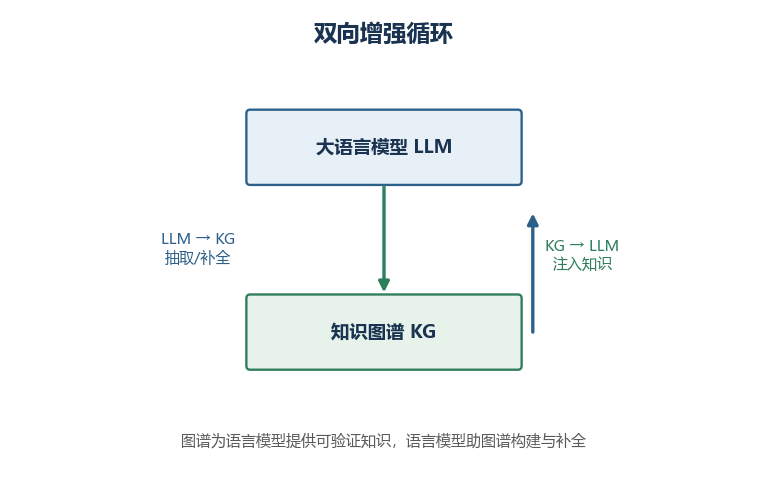 双向增强循环
大语言模型 LLM
LLM → KG
抽取/补全
KG → LLM
注入知识
知识图谱 KG
图谱为语言模型提供可验证知识，语言模型助图谱构建与补全